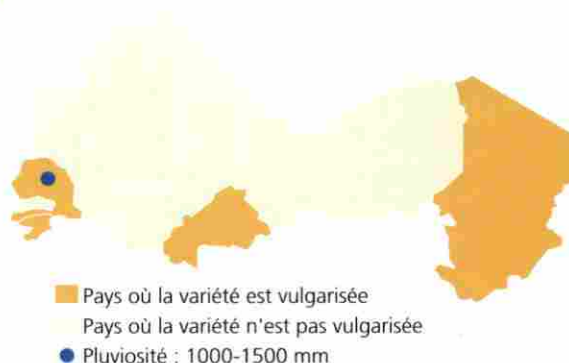 Pays où la variété est vulgarisée
Pays où la variété n'est pas vulgarisée
Pluviosité : 1000-1500 mm